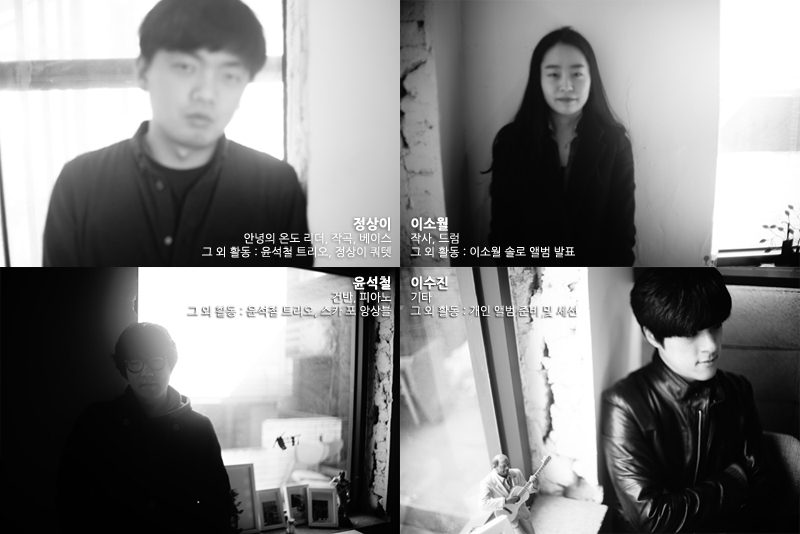 정상이
안녕의 온도 리더, 작곡, 베이스
그 외 활동 : 윤석철 트리오, 정상이 쿼텟
이소월
작사, 드럼
그 외 활동 : 이소월 솔로 앨범 발표
윤석철
건반, 피아노
그 외 활동 : 윤석철 트리오, 스카 포 앙상블
이수진
기타
그 외 활동 : 개인 앨범 준비 및 세션